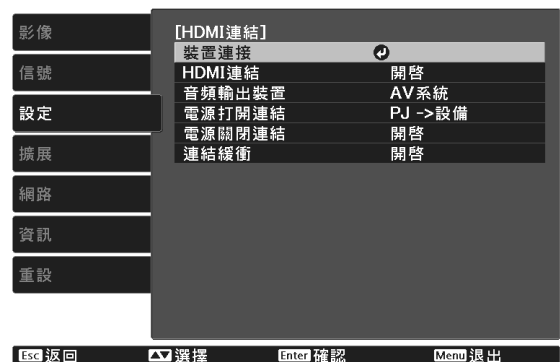 影像
信號
設定
擴展
網路
資訊
重設
[HDMI連結]
裝置連接
HDMI連結 開啓
音頻輸出裝置 AV系統
電源打開連結 PJ ->設備
電源關閉連結 開啓
連結緩衝 開啓
Esc 返回 選擇 Enter 確認 Menu 退出